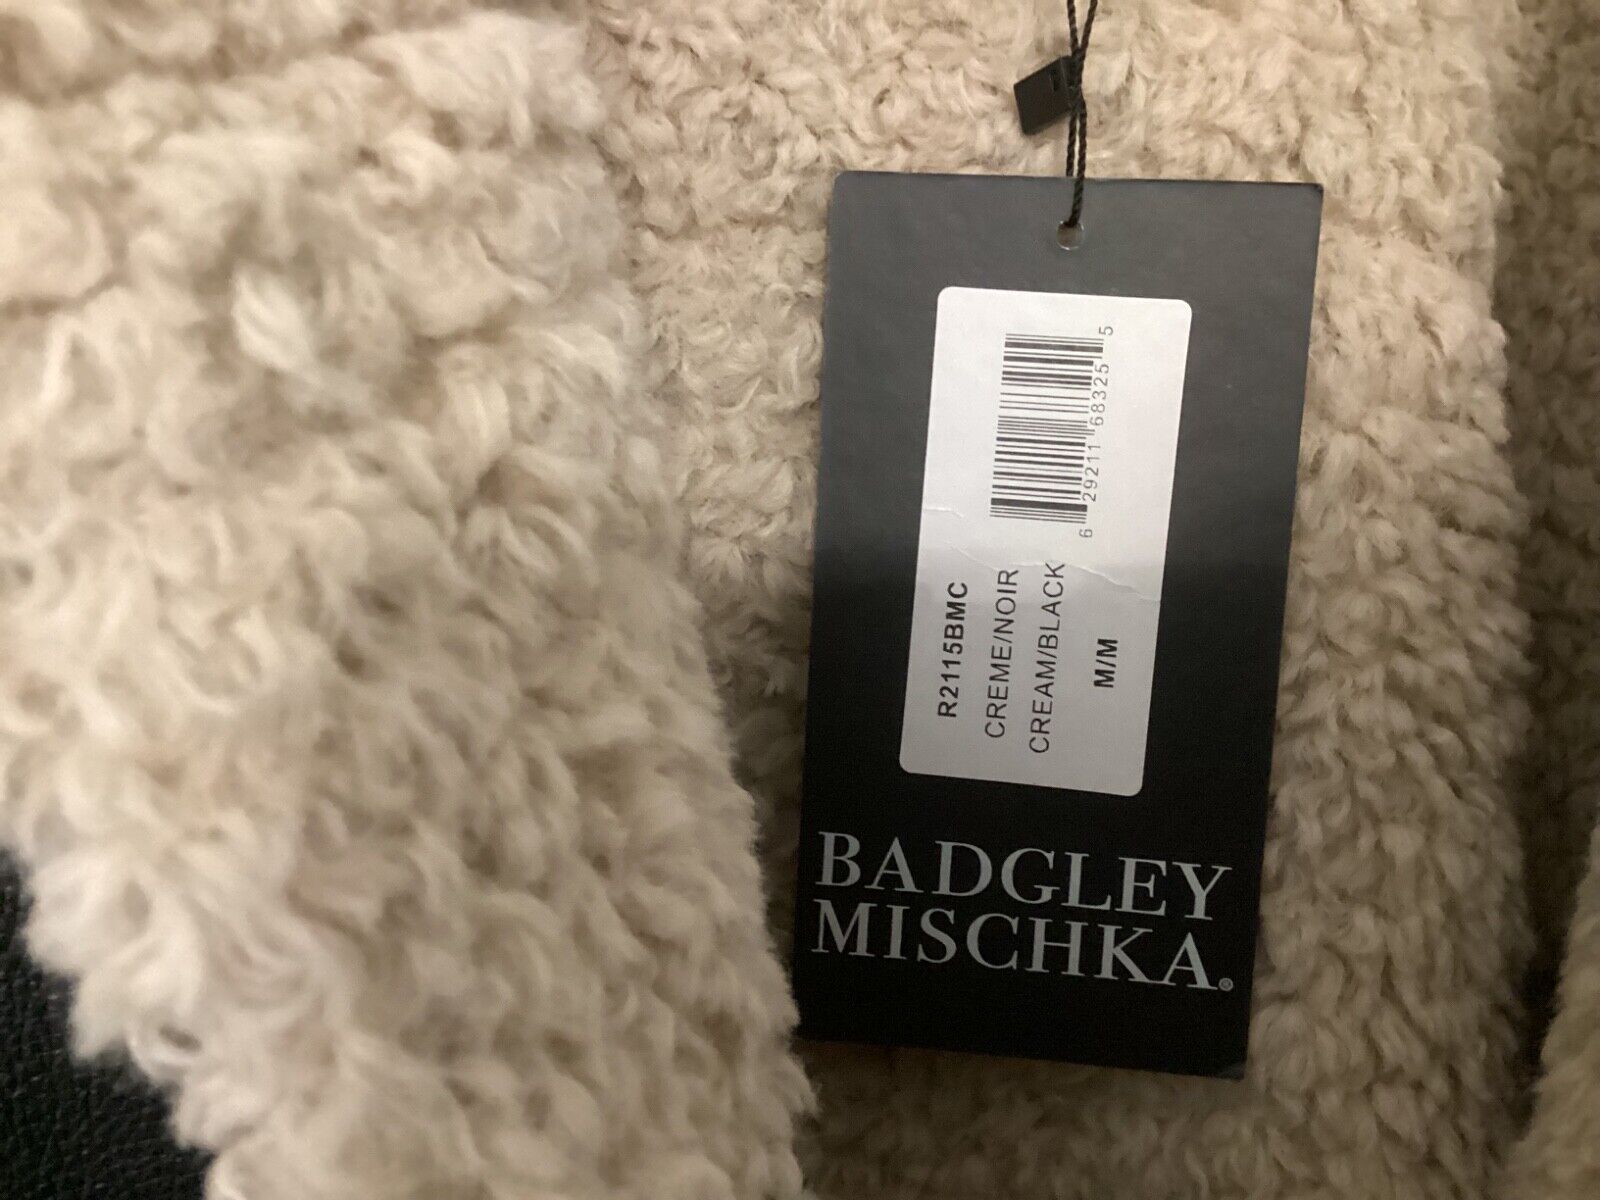 R2115BMC
CREME/NOIR
CREAM/BLACK
M/M
6 29211 68325 5
BADGLEY
MISCHKA®